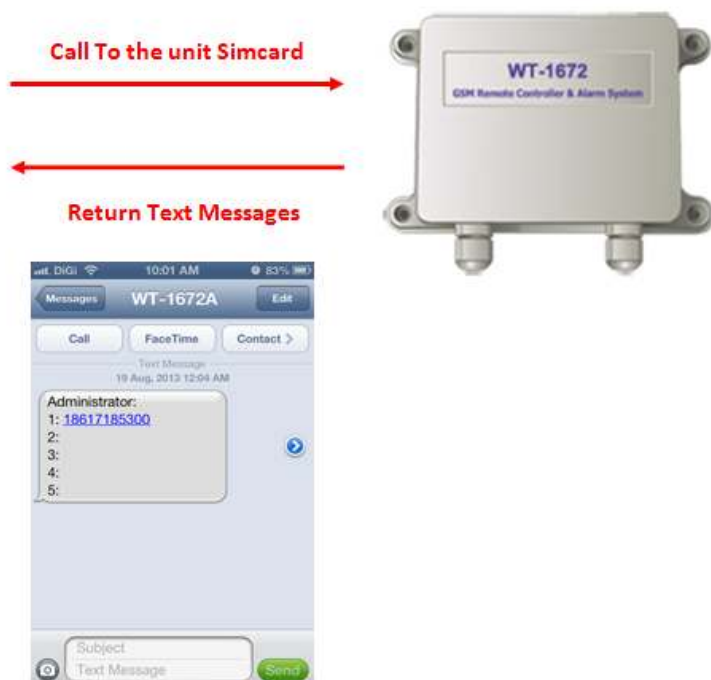 Call To the unit Simcard
WT-1672
GSM Remote Controller & Alarm System
Return Text Messages
DiGi 10:01 AM 83%
Messages WT-1672A Edit
Call FaceTime Contact
Text Message
19 Aug, 2013 12:04 AM
Administrator:
1: 18617185300
2:
3:
4:
5:
Subject
Text Message Send